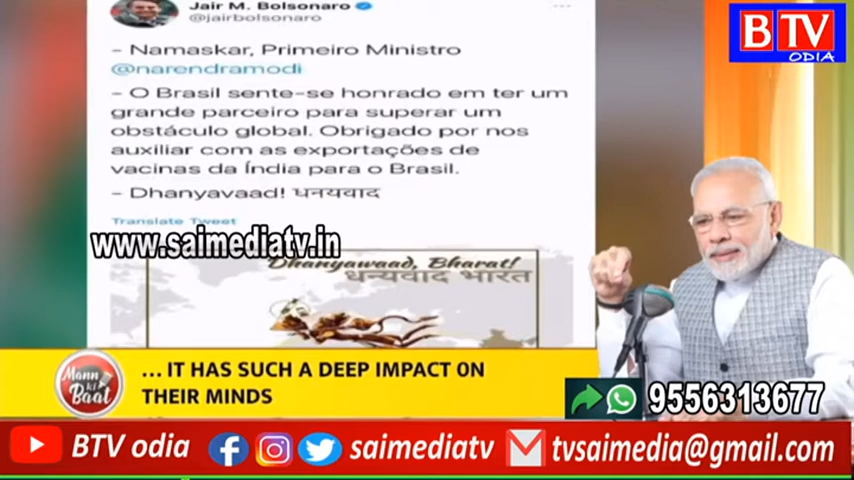 Jair M. Bolsonaro
@jairbolsonaro
BTV
ODIA
- Namaskar, Primeiro Ministro
@narendramodi
- O Brasil sente-se honrado em ter um
grande parceiro para superar um
obstáculo global. Obrigado por nos
auxiliar com as exportações de
vacinas da Índia para o Brasil.
- Dhanyavaad! धनयवाद
Translate Tweet
www.saimediatv.in
Dhanyawaad, Bharat!
धन्यवाद भारत
Mann
ki
Baat
... IT HAS SUCH A DEEP IMPACT ON
THEIR MINDS
9556313677
BTV odia
saimediatv
tvsaimedia@gmail.com